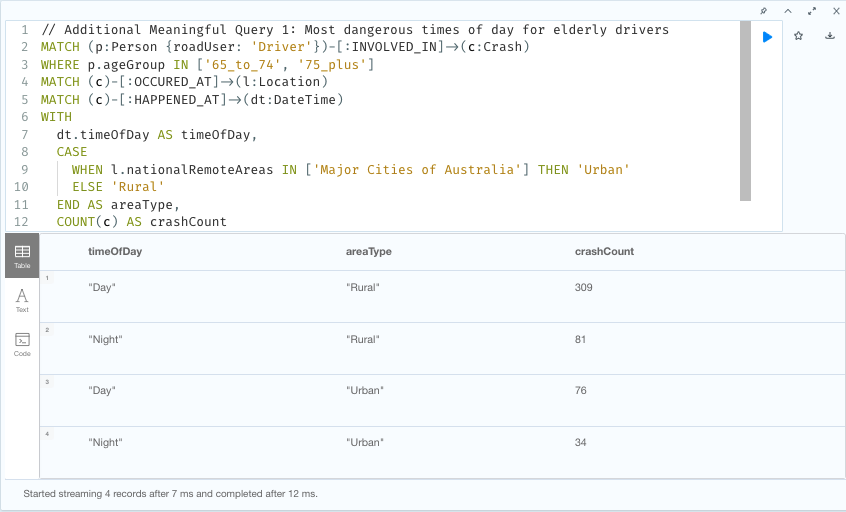 1 // Additional Meaningful Query 1: Most dangerous times of day for elderly drivers
2 MATCH (p:Person {roadUser: 'Driver'})-[:INVOLVED_IN]->(c:Crash)
3 WHERE p.ageGroup IN ['65_to_74', '75_plus']
4 MATCH (c)-[:OCCURED_AT]->(l:Location)
5 MATCH (c)-[:HAPPENED_AT]->(dt:DateTime)
6 WITH
7 dt.timeOfDay AS timeOfDay,
8 CASE
9 WHEN l.nationalRemoteAreas IN ['Major Cities of Australia'] THEN 'Urban'
10 ELSE 'Rural'
11 END AS areaType,
12 COUNT(c) AS crashCount
Table
Text
Code
timeOfDay areaType crashCount
1 "Day" "Rural" 309
2 "Night" "Rural" 81
3 "Day" "Urban" 76
4 "Night" "Urban" 34
Started streaming 4 records after 7 ms and completed after 12 ms.